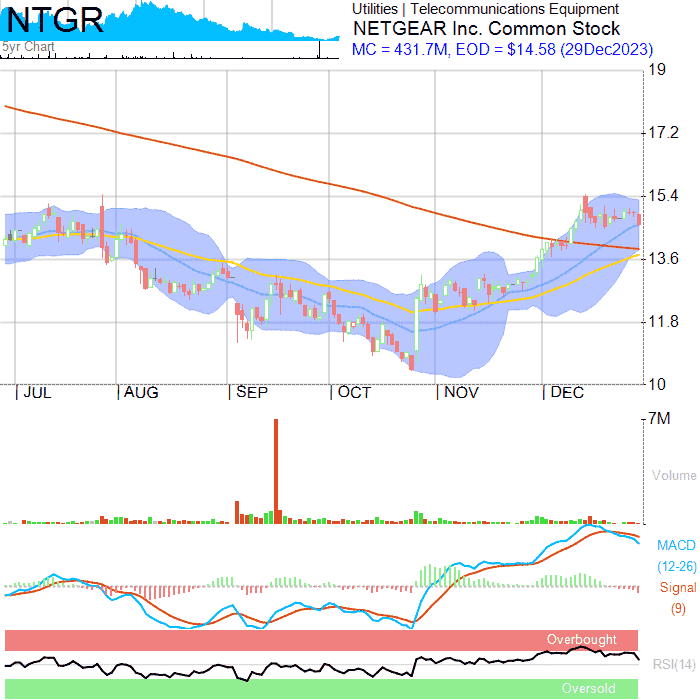 NTGR
5yr Chart
Utilities | Telecommunications Equipment
NETGEAR Inc. Common Stock
MC = 431.7M, EOD = $14.58 (29Dec2023)
19
17.2
15.4
13.6
11.8
10
|JUL |AUG |SEP |OCT |NOV |DEC
7M
Volume
MACD
(12-26)
Signal
(9)
Overbought
RSI(14)
Oversold